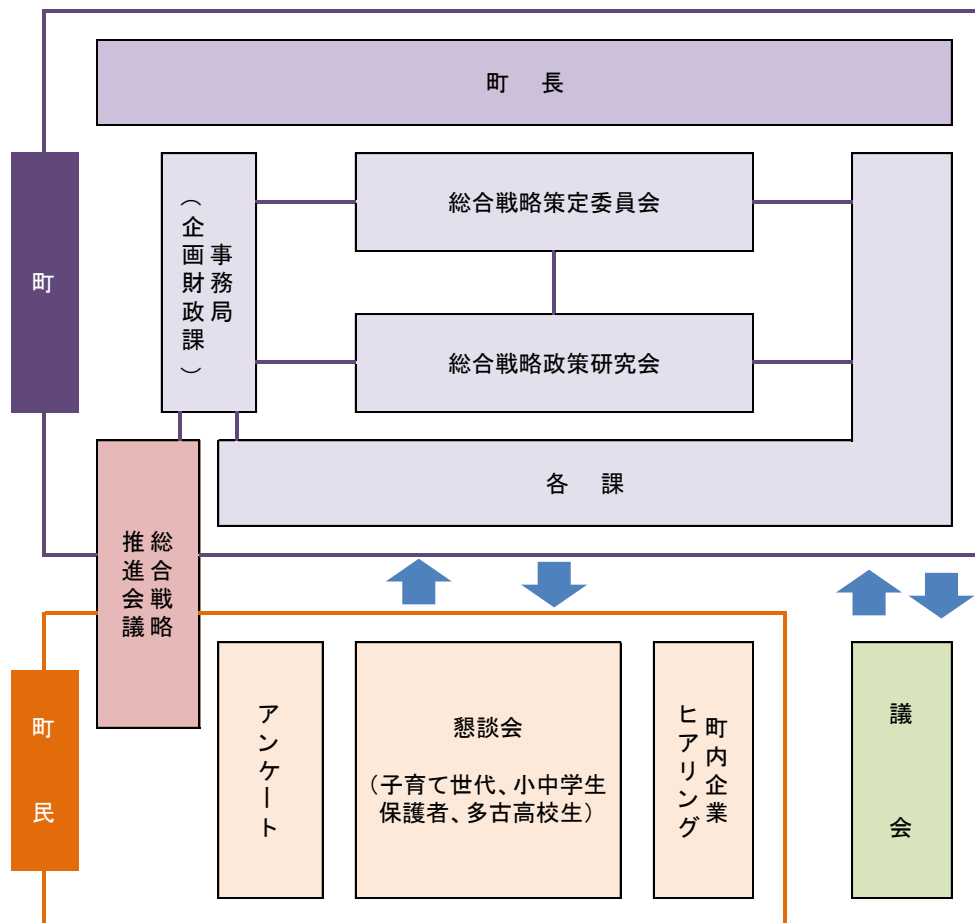 町　長
町
事務局
（企画財政課）
総合戦略策定委員会
総合戦略政策研究会
各　課
総合戦略
推進会議
町　民
アンケート
懇談会
（子育て世代、小中学生
保護者、多古高校生）
町内企業
ヒアリング
議　会